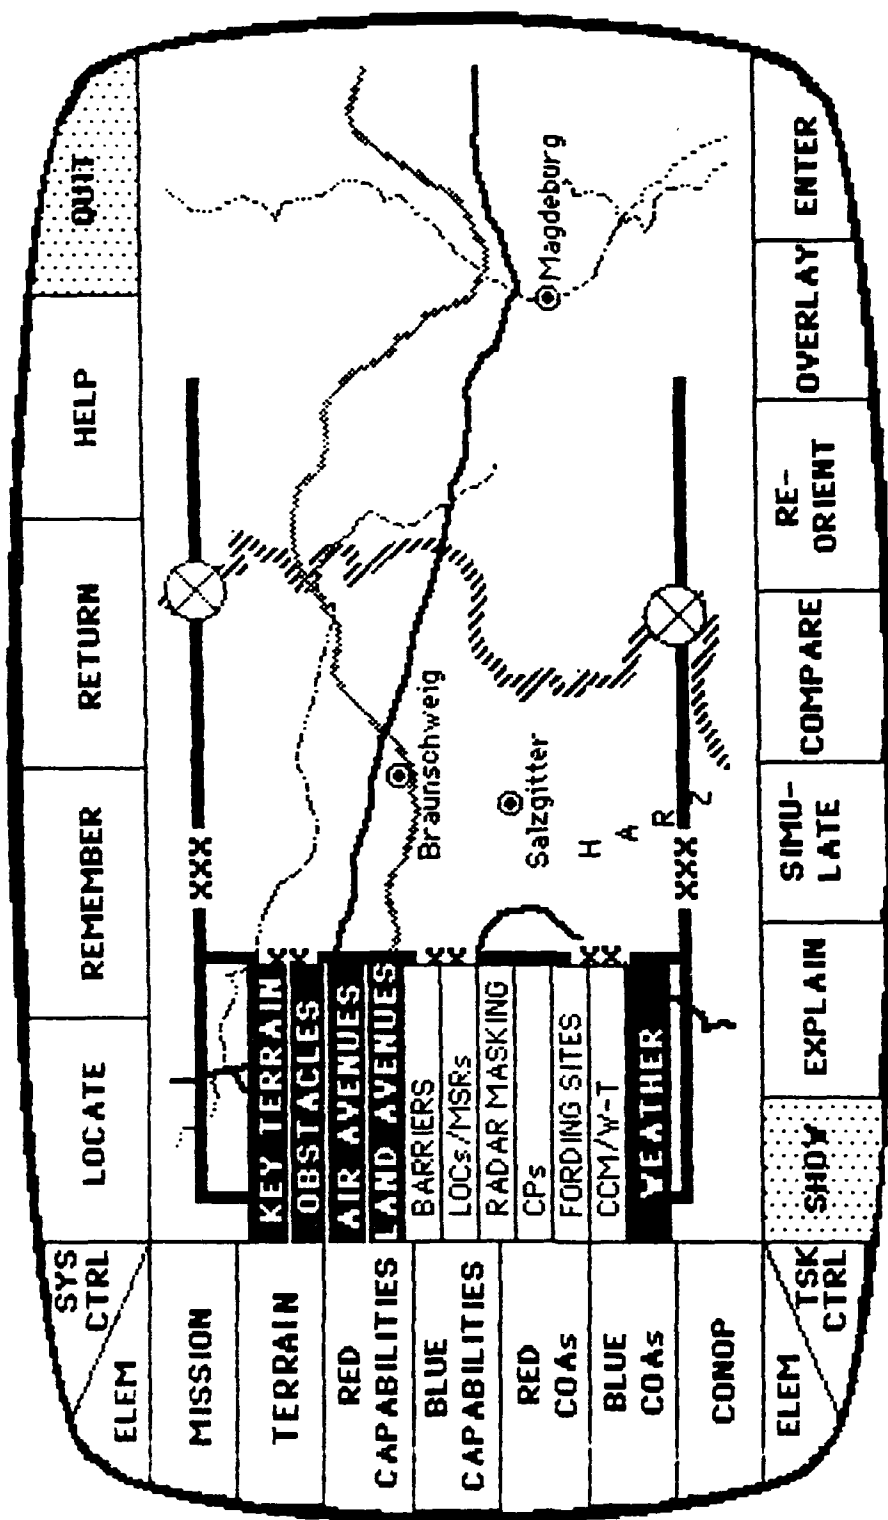 SYS
CTRL
LOCATE
REMEMBER
RETURN
HELP
QUIT
ELEM
MISSION
TERRAIN
RED
CAPABILITIES
BLUE
CAPABILITIES
RED
COAs
BLUE
COAs
CONOP
KEY TERRAIN
OBSTACLES
AIR AVENUES
LAND AVENUES
BARRIERS
LOCs/MSRs
RADAR MASKING
CPs
FORDING SITES
CCM/W-T
WEATHER
XXX
XX
XX
XX
XXX
Braunschweig
Salzgitter
Magdeburg
H A R Z
ELEM
TSK
CTRL
SHOW
EXPLAIN
SIMU-
LATE
COMPARE
RE-
ORIENT
OVERLAY
ENTER